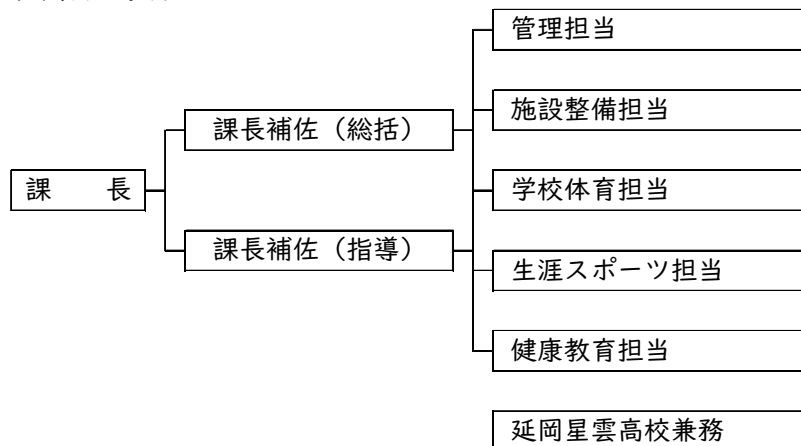 課　　長
課長補佐（総括）
課長補佐（指導）
管理担当
施設整備担当
学校体育担当
生涯スポーツ担当
健康教育担当
延岡星雲高校兼務